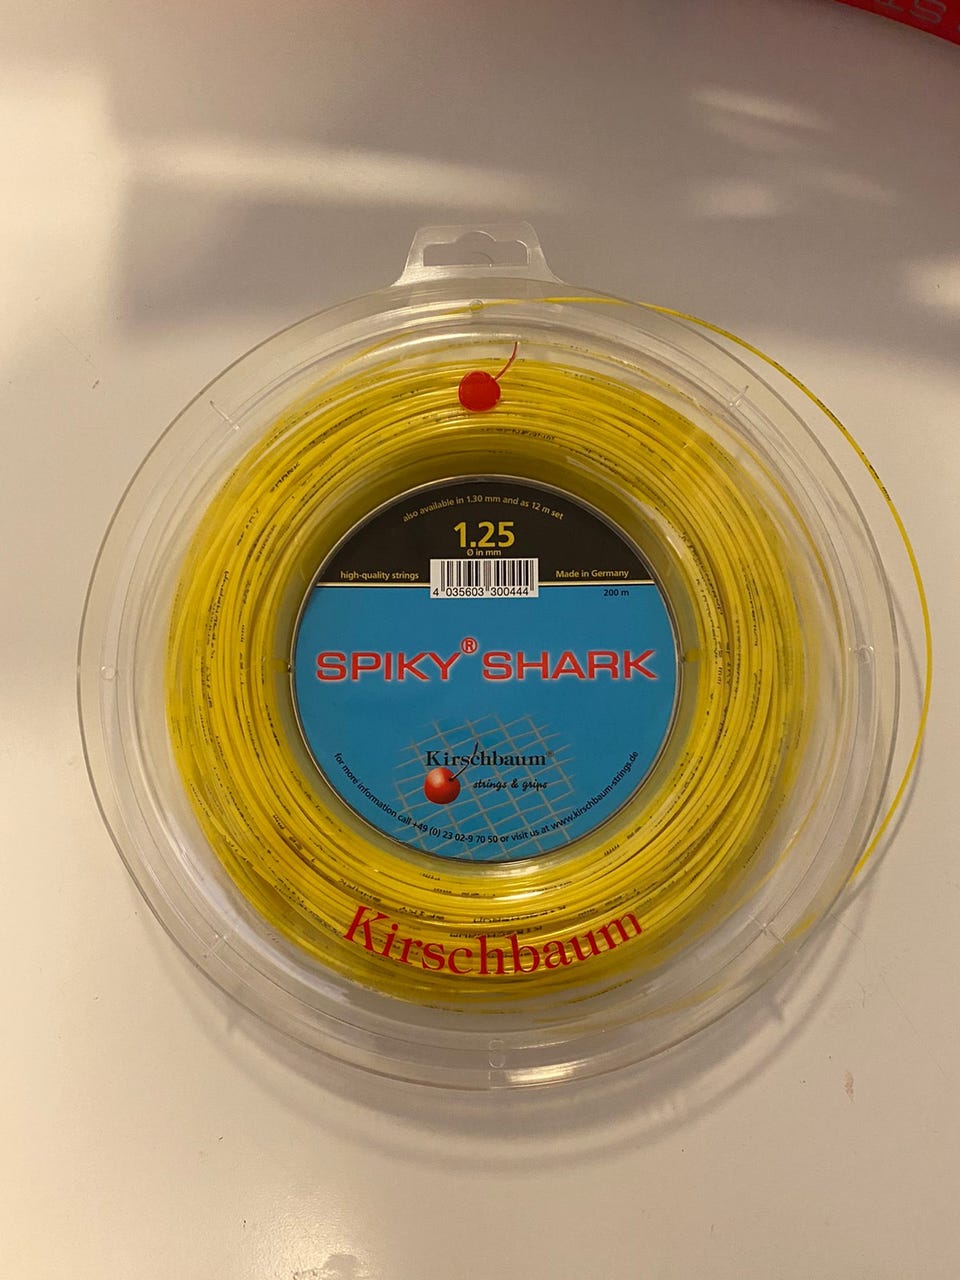 also available in 1.30 mm and as 12 m set
1.25
Ø in mm
high-quality strings
Made in Germany
4 035603 300444
200 m
SPIKY® SHARK
Kirschbaum®
strings & grips
for more information call +49 (0) 23 02-9 70 50 or visit us at www.kirschbaum-strings.de
Kirschbaum